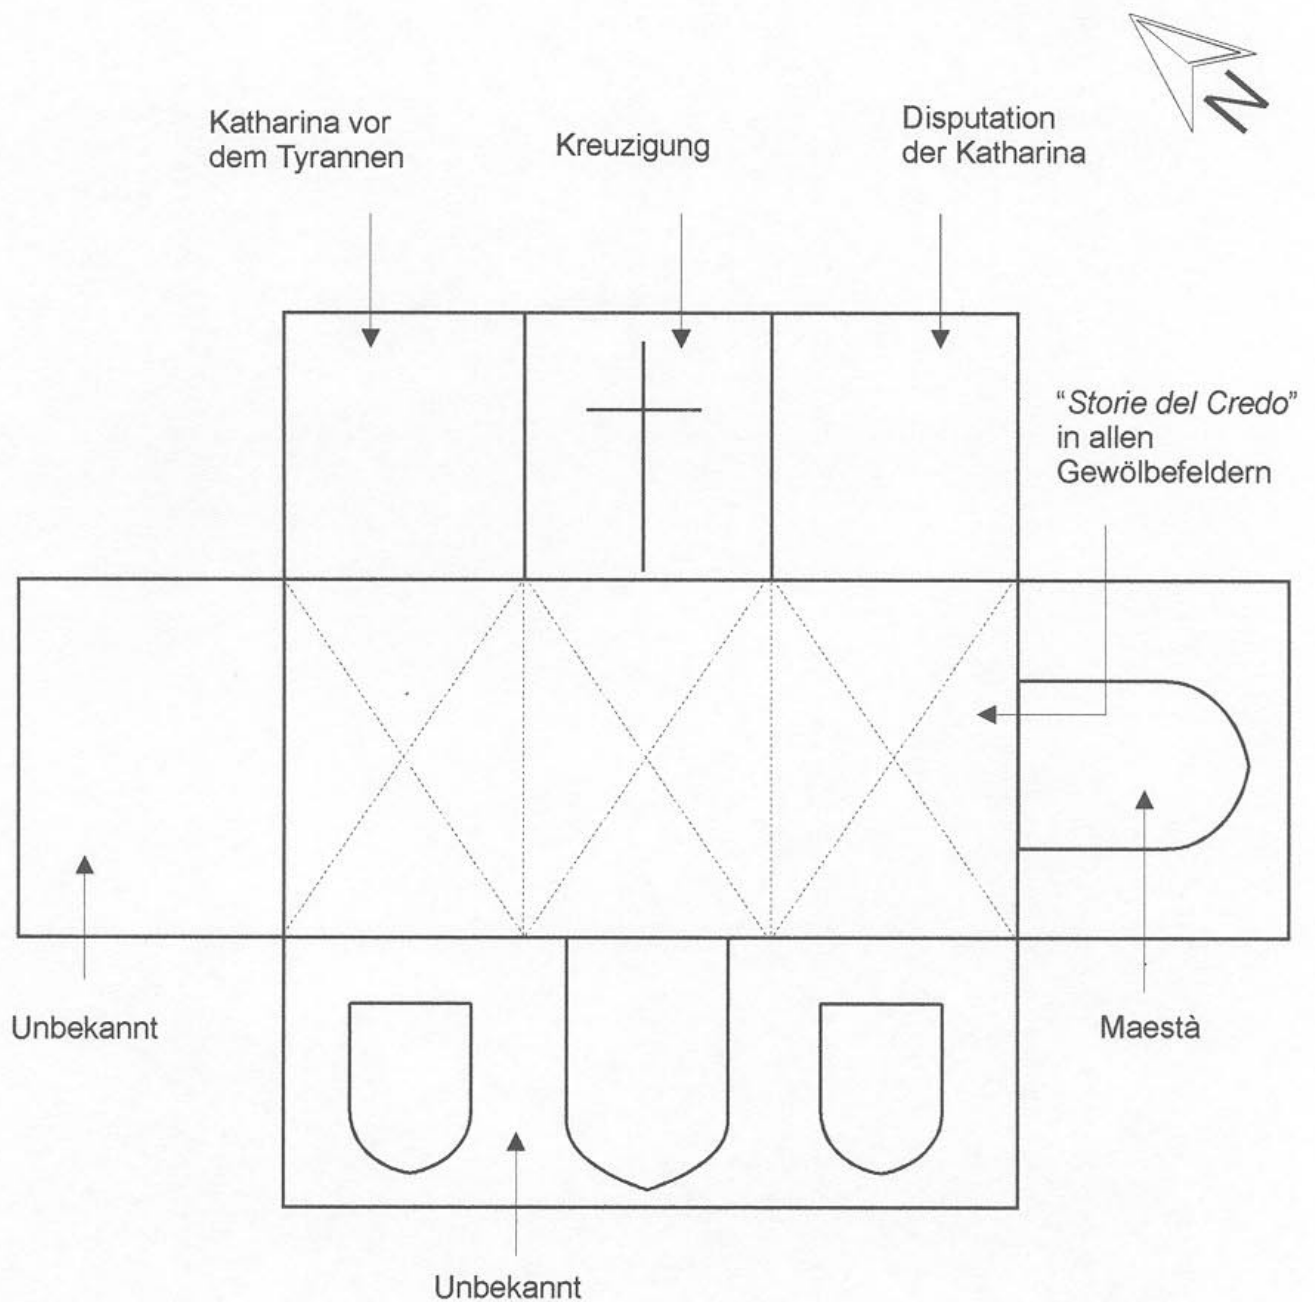 N
Katharina vor
dem Tyrannen
Kreuzigung
Disputation
der Katharina
“Storie del Credo”
in allen
Gewölbefeldern
Unbekannt
Maestà
Unbekannt